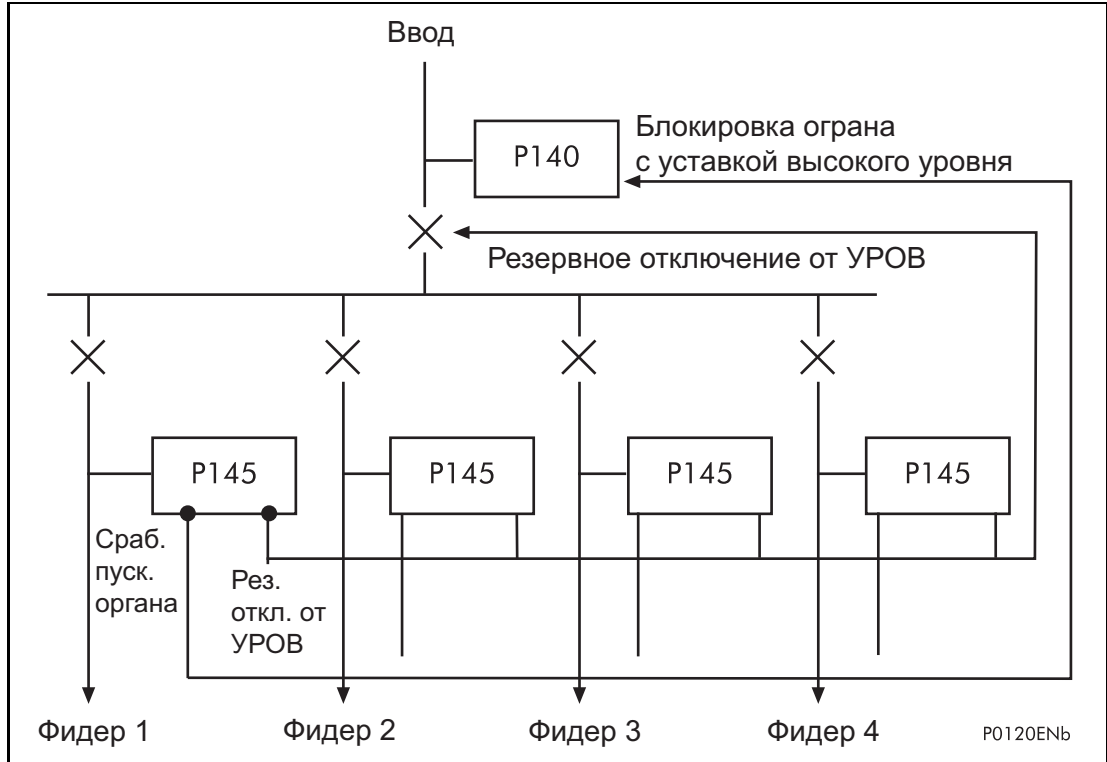 Ввод
P140
Блокировка ограна
с уставкой высокого уровня
Резервное отключение от УРОВ
P145
P145
P145
P145
Сраб.
пуск.
органа
Рез.
откл. от
УРОВ
Фидер 1
Фидер 2
Фидер 3
Фидер 4
P0120ENb